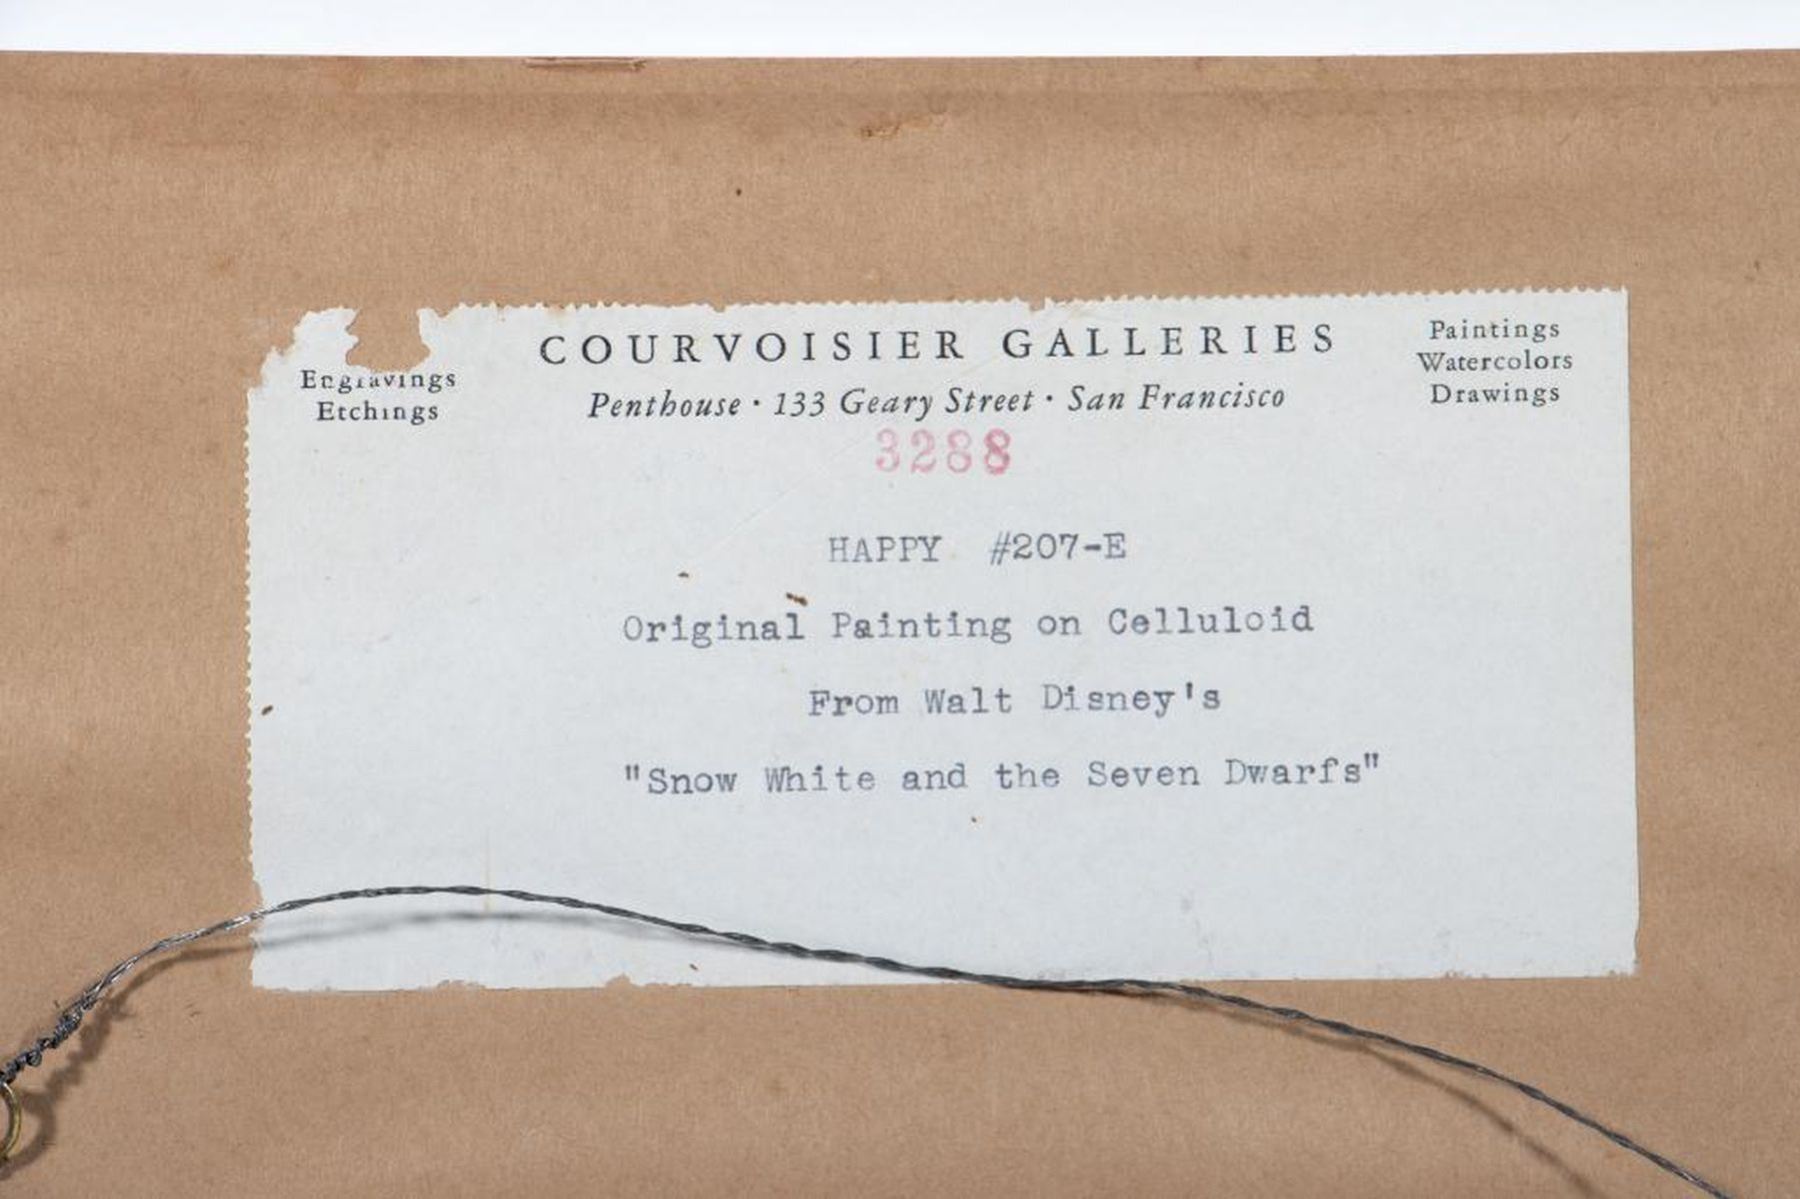 COURVOISIER GALLERIES
Penthouse · 133 Geary Street · San Francisco
Engravings
Etchings
Paintings
Watercolors
Drawings
3288
HAPPY #207-E
Original Painting on Celluloid
From Walt Disney's
"Snow White and the Seven Dwarfs"